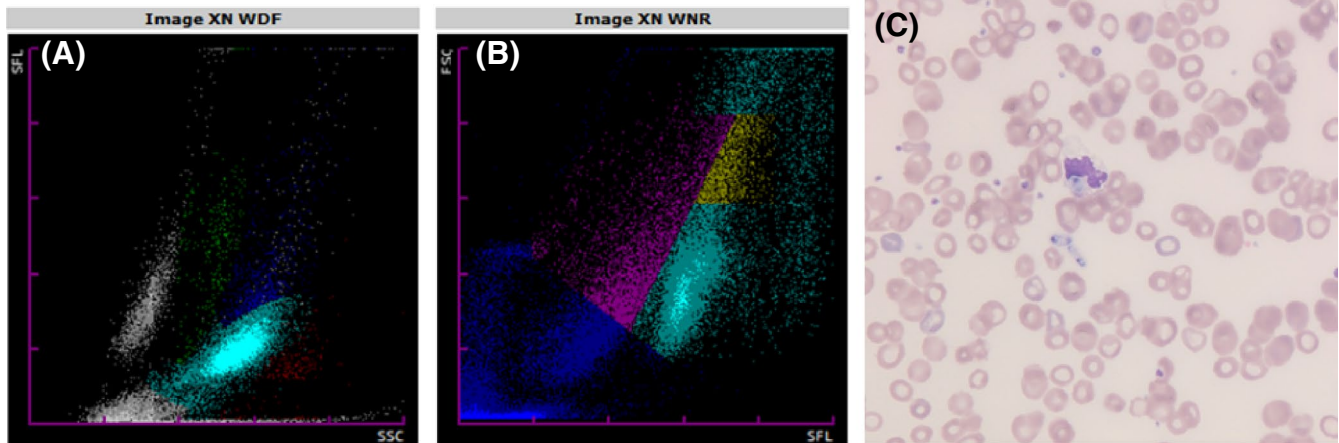 Image XN WDF
(A)
SFL
SSC
Image XN WNR
(B)
FSC
SFL
(C)